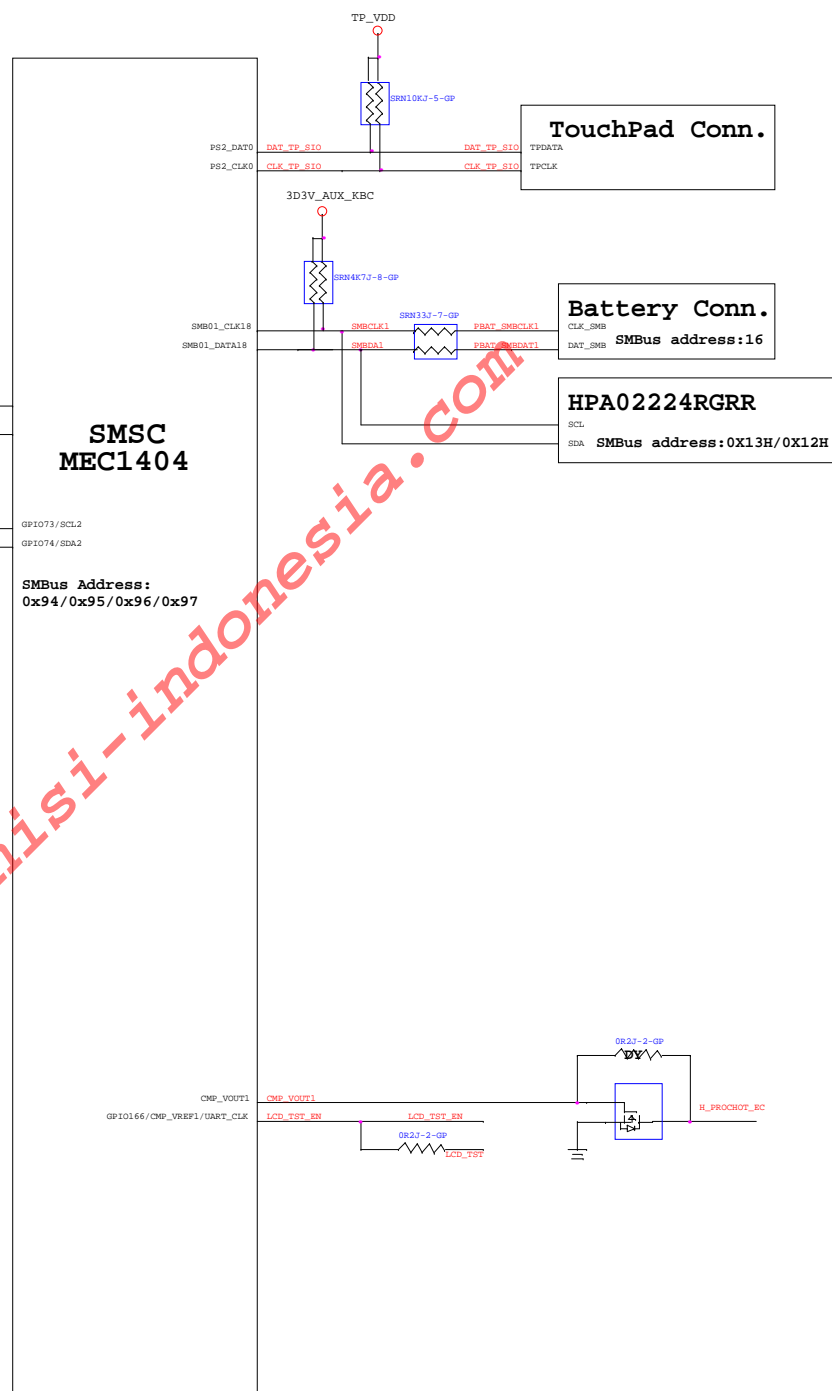 TP_VDD
SRN10KJ-5-GP
TouchPad Conn.
PS2_DAT0 DAT_TP_SIO DAT_TP_SIO TPDATA
PS2_CLK0 CLK_TP_SIO CLK_TP_SIO TPCLK
3D3V_AUX_KBC
SRN4K7J-8-GP
SRN33J-7-GP
Battery Conn.
SMB01_CLK18 SMBCLK1 PBAT_SMBCLK1 CLK_SMB
SMB01_DATA18 SMBDA1 PBAT_SMBDAT1 DAT_SMB SMBus address:16
HPA02224RGRR
SCL
SDA SMBus address:0X13H/0X12H
SMSC
MEC1404
GPIO73/SCL2
GPIO74/SDA2
SMBus Address:
0x94/0x95/0x96/0x97
nisi-indonesia.com
0R2J-2-GP
DY
CMP_VOUT1 CMP_VOUT1
H_PROCHOT_EC
GPIO166/CMP_VREF1/UART_CLK LCD_TST_EN LCD_TST_EN
0R2J-2-GP
LCD_TST